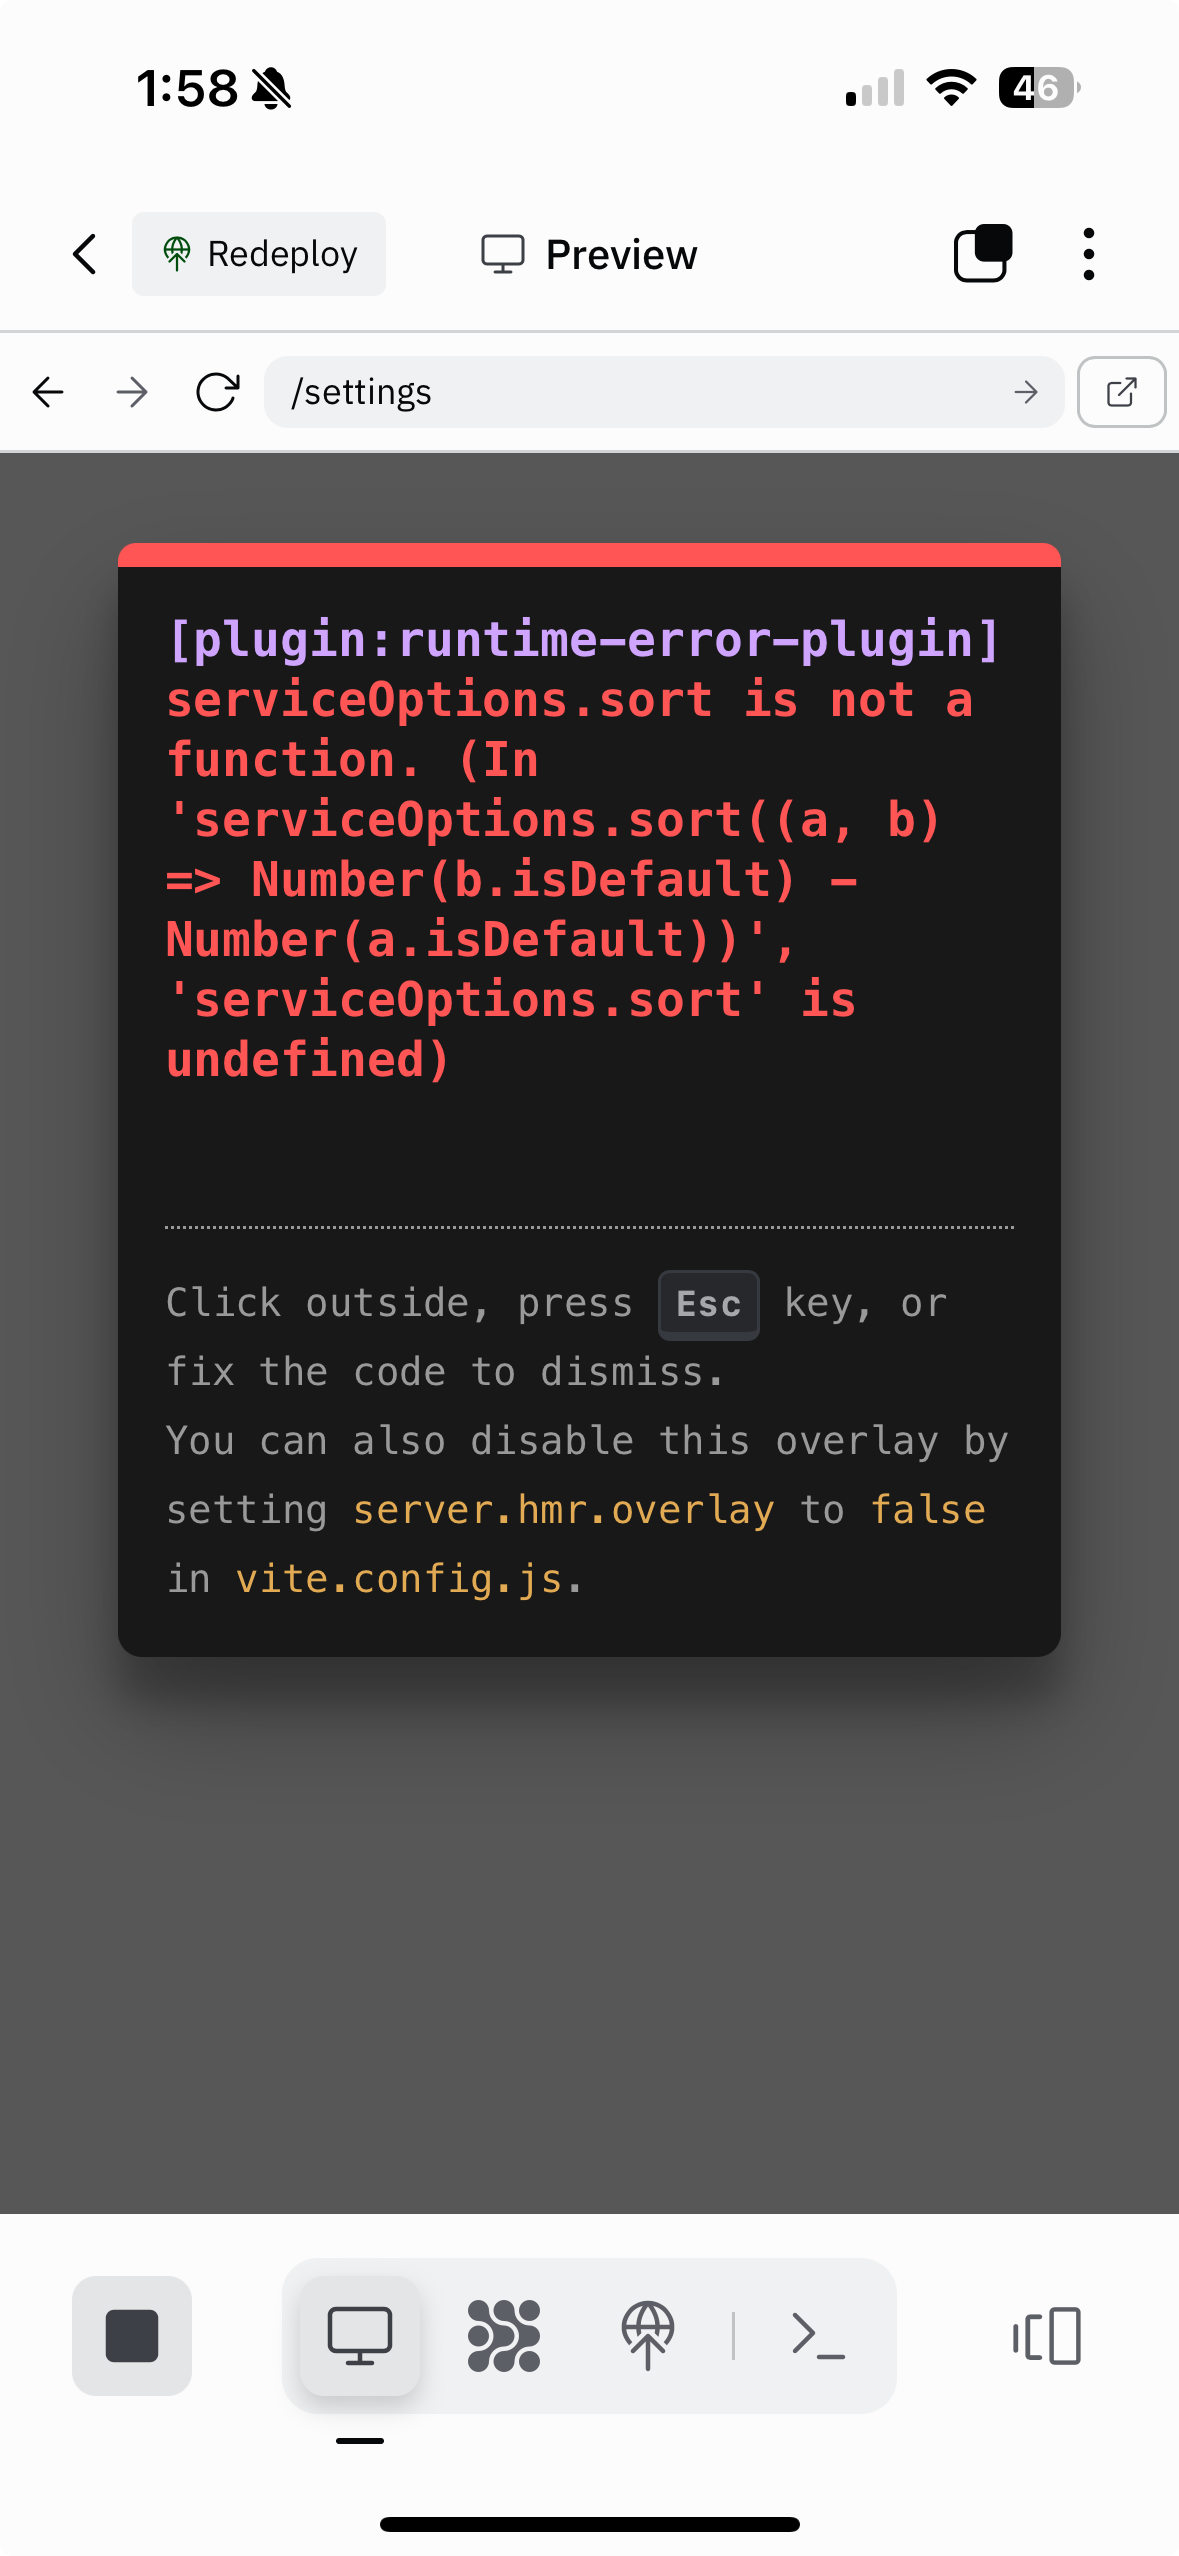 1:58
46
Redeploy
Preview
/settings
[plugin:runtime-error-plugin]
serviceOptions.sort is not a
function. (In
'serviceOptions.sort((a, b)
=> Number(b.isDefault) -
Number(a.isDefault))',
'serviceOptions.sort' is
undefined)
Click outside, press Esc key, or
fix the code to dismiss.
You can also disable this overlay by
setting server.hmr.overlay to false
in vite.config.js.